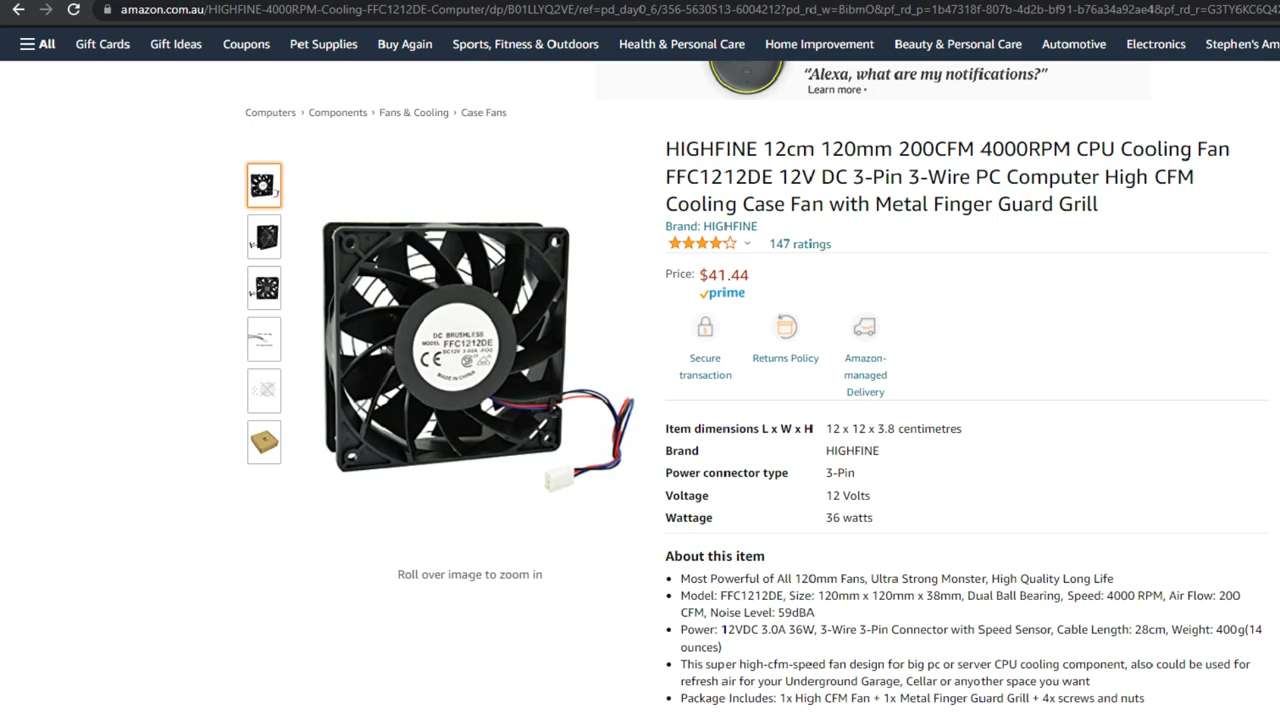 amazon.com.au/HIGHFINE-4000RPM-Cooling-FFC1212DE-Computer/dp/B01LLYQ2VE/ref=pd_day0_6/356-5630513-6004212?pd_rd_w=BibmO&pf_rd_p=1b47318f-807b-4d2b-bf91-b76a34a92ae4&pf_rd_r=G3TY6KC6Q4
All Gift Cards Gift Ideas Coupons Pet Supplies Buy Again Sports, Fitness & Outdoors Health & Personal Care Home Improvement Beauty & Personal Care Automotive Electronics Stephen's Am
“Alexa, what are my notifications?”
Learn more ▸
Computers › Components › Fans & Cooling › Case Fans
HIGHFINE 12cm 120mm 200CFM 4000RPM CPU Cooling Fan
FFC1212DE 12V DC 3-Pin 3-Wire PC Computer High CFM
Cooling Case Fan with Metal Finger Guard Grill
Brand: HIGHFINE
147 ratings
Price: $41.44
prime
Secure
transaction
Returns Policy
Amazon-
managed
Delivery
DC BRUSHLESS
MODEL FFC1212DE
DC12V 3.00A -F00
CE
MADE IN CHINA
Item dimensions L x W x H 12 x 12 x 3.8 centimetres
Brand HIGHFINE
Power connector type 3-Pin
Voltage 12 Volts
Wattage 36 watts
Roll over image to zoom in
About this item
• Most Powerful of All 120mm Fans, Ultra Strong Monster, High Quality Long Life
• Model: FFC1212DE, Size: 120mm x 120mm x 38mm, Dual Ball Bearing, Speed: 4000 RPM, Air Flow: 200
CFM, Noise Level: 59dBA
• Power: 12VDC 3.0A 36W, 3-Wire 3-Pin Connector with Speed Sensor, Cable Length: 28cm, Weight: 400g(14
ounces)
• This super high-cfm-speed fan design for big pc or server CPU cooling component, also could be used for
refresh air for your Underground Garage, Cellar or anyother space you want
• Package Includes: 1x High CFM Fan + 1x Metal Finger Guard Grill + 4x screws and nuts